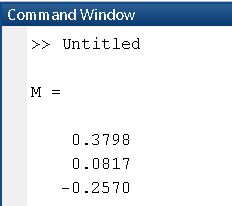 Command Window
>> Untitled
M =
0.3798
0.0817
-0.2570